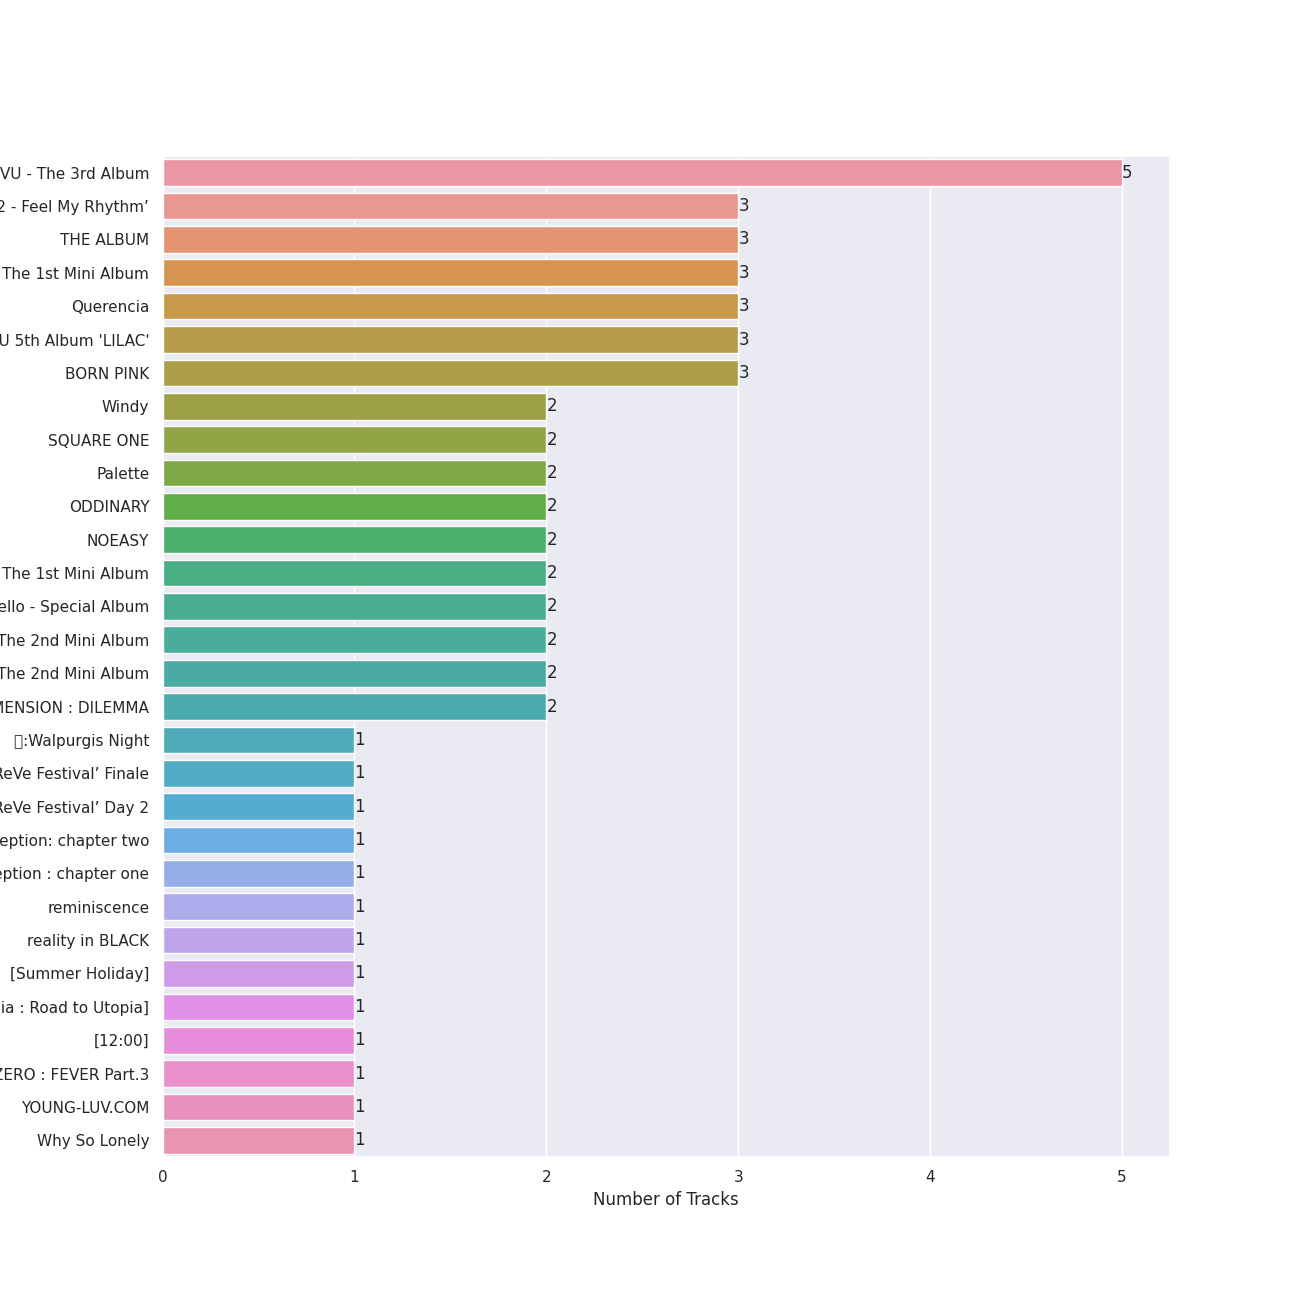 VU - The 3rd Album 5
2 - Feel My Rhythm’ 3
THE ALBUM 3
The 1st Mini Album 3
Querencia 3
U 5th Album 'LILAC' 3
BORN PINK 3
Windy 2
SQUARE ONE 2
Palette 2
ODDINARY 2
NOEASY 2
The 1st Mini Album 2
ello - Special Album 2
The 2nd Mini Album 2
The 2nd Mini Album 2
MENSION : DILEMMA 2
:Walpurgis Night 1
ReVe Festival’ Finale 1
ReVe Festival’ Day 2 1
eption: chapter two 1
eption : chapter one 1
reminiscence 1
reality in BLACK 1
[Summer Holiday] 1
ia : Road to Utopia] 1
[12:00] 1
ZERO : FEVER Part.3 1
YOUNG-LUV.COM 1
Why So Lonely 1
0 1 2 3 4 5
Number of Tracks